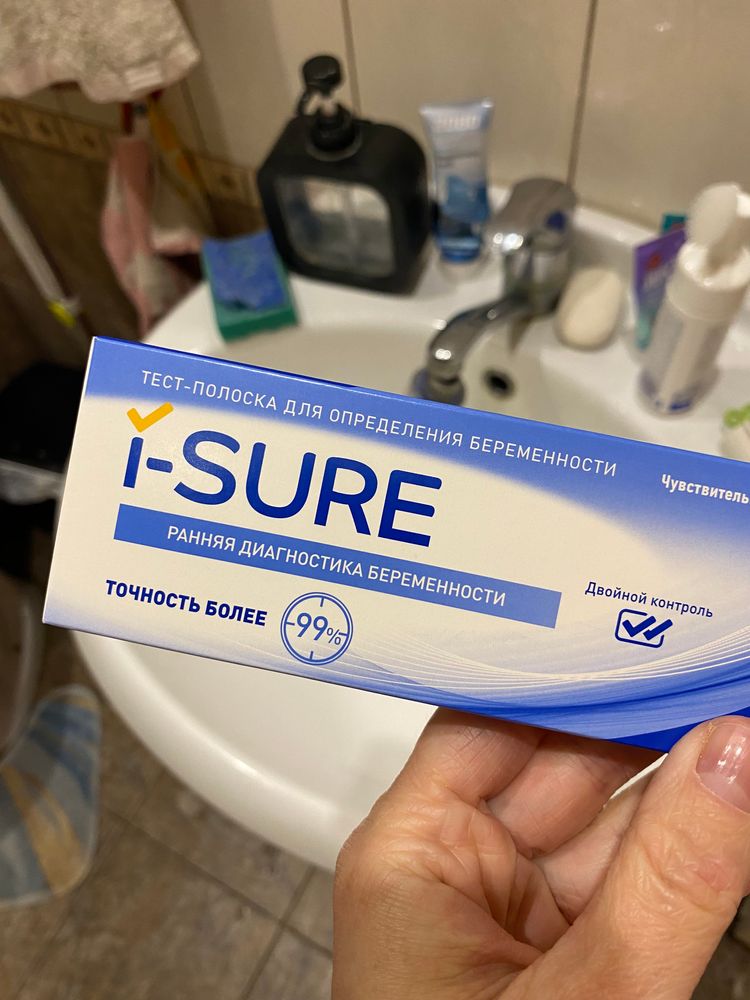 ТЕСТ-ПОЛОСКА ДЛЯ ОПРЕДЕЛЕНИЯ БЕРЕМЕННОСТИ
i-SURE
Чувствитель
РАННЯЯ ДИАГНОСТИКА БЕРЕМЕННОСТИ
ТОЧНОСТЬ БОЛЕЕ 99%
Двойной контроль